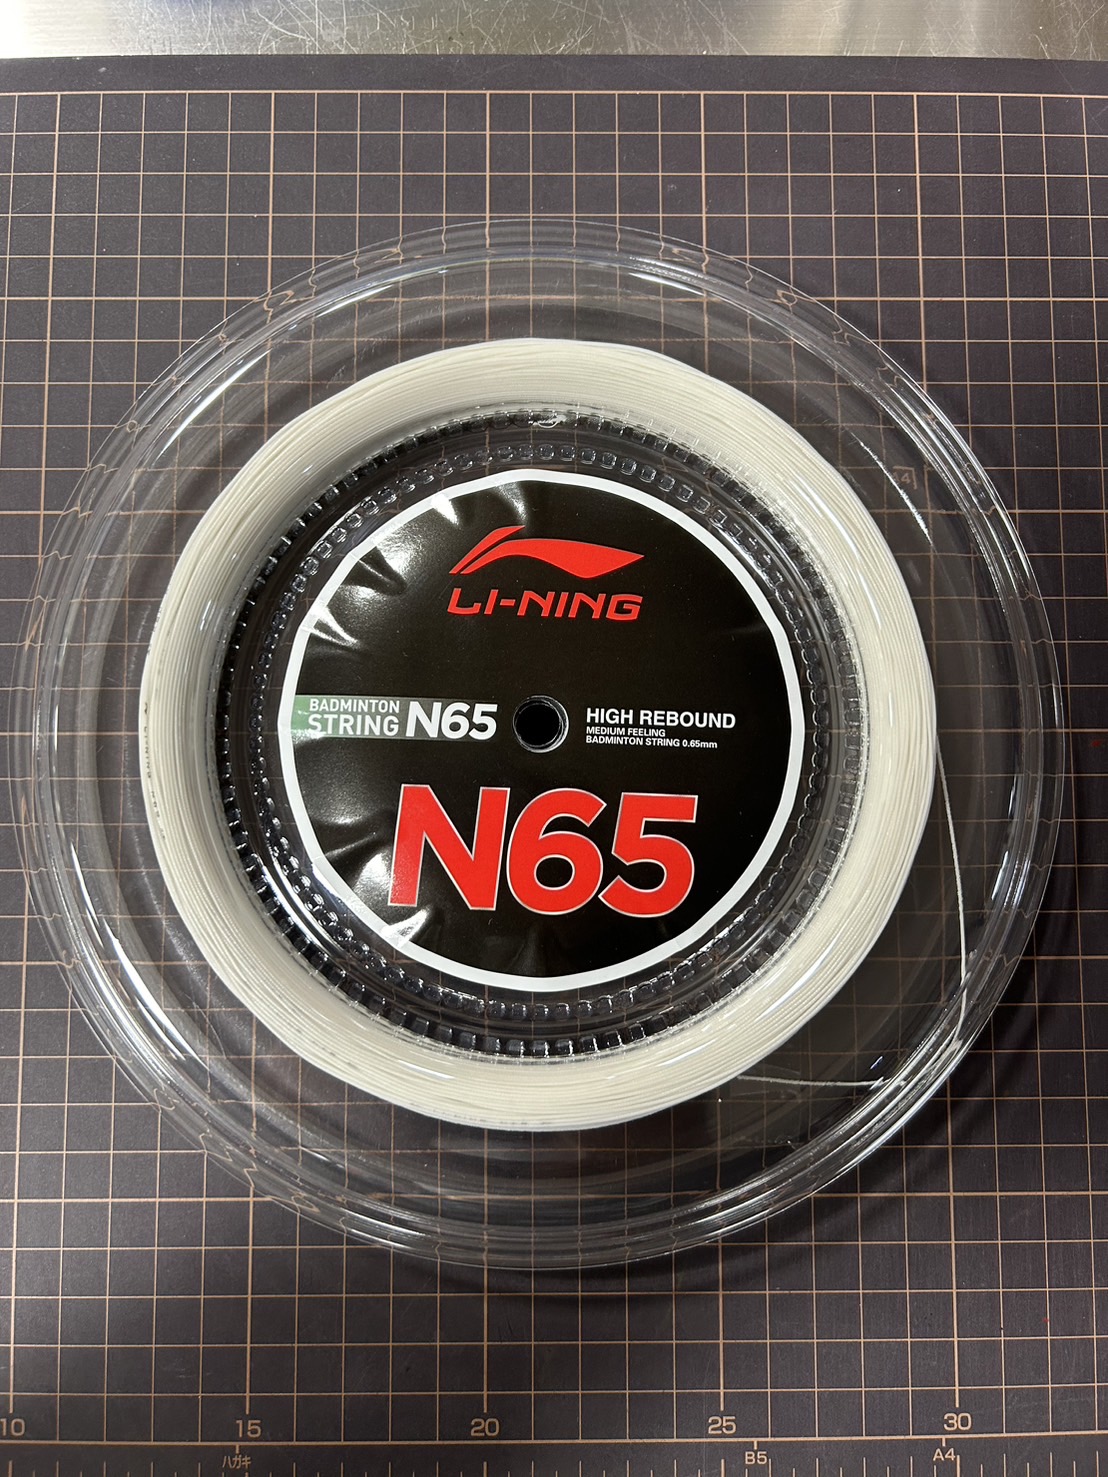 LI-NING
BADMINTON
STRING N65
HIGH REBOUND
MEDIUM FEELING
BADMINTON STRING 0.65mm
N65
10 15 20 25 30
ハガキ B5 A4